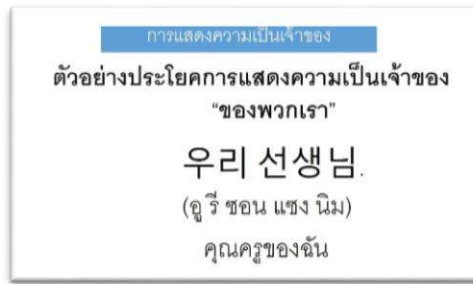 การแสดงความเป็นเจ้าของ
ตัวอย่างประโยคการแสดงความเป็นเจ้าของ
“ของพวกเรา”
우리 선생님.
(อู รี ซอน แซง นิม)
คุณครูของฉัน